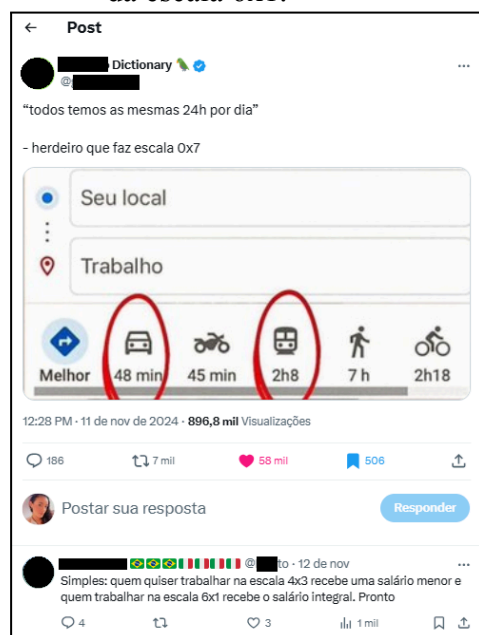 da escala 6x1.
Post
Dictionary
@
“todos temos as mesmas 24h por dia”
- herdeiro que faz escala 0x7
Seu local
Trabalho
Melhor 48 min 45 min 2h8 7 h 2h18
12:28 PM · 11 de nov de 2024 · 896,8 mil Visualizações
186 7 mil 58 mil 506
Postar sua resposta Responder
@ to · 12 de nov
Simples: quem quiser trabalhar na escala 4x3 recebe uma salário menor e
quem trabalhar na escala 6x1 recebe o salário integral. Pronto
4 3 1 mil